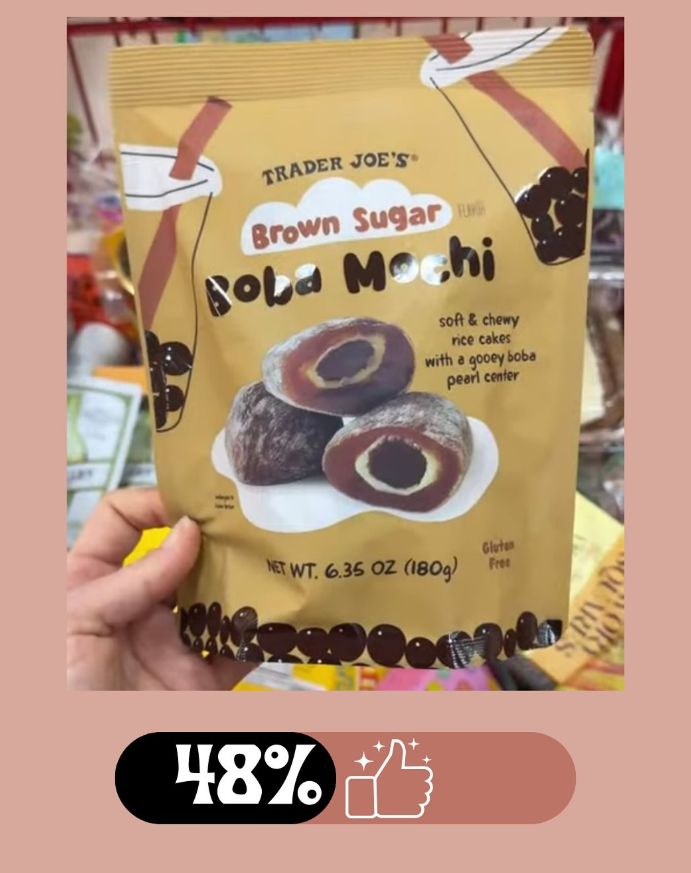 TRADER JOE'S®
Brown Sugar FLAVOR
Boba Mochi
soft & chewy
rice cakes
with a gooey boba
pearl center
NET WT. 6.35 OZ (180g)
Gluten
Free
48%